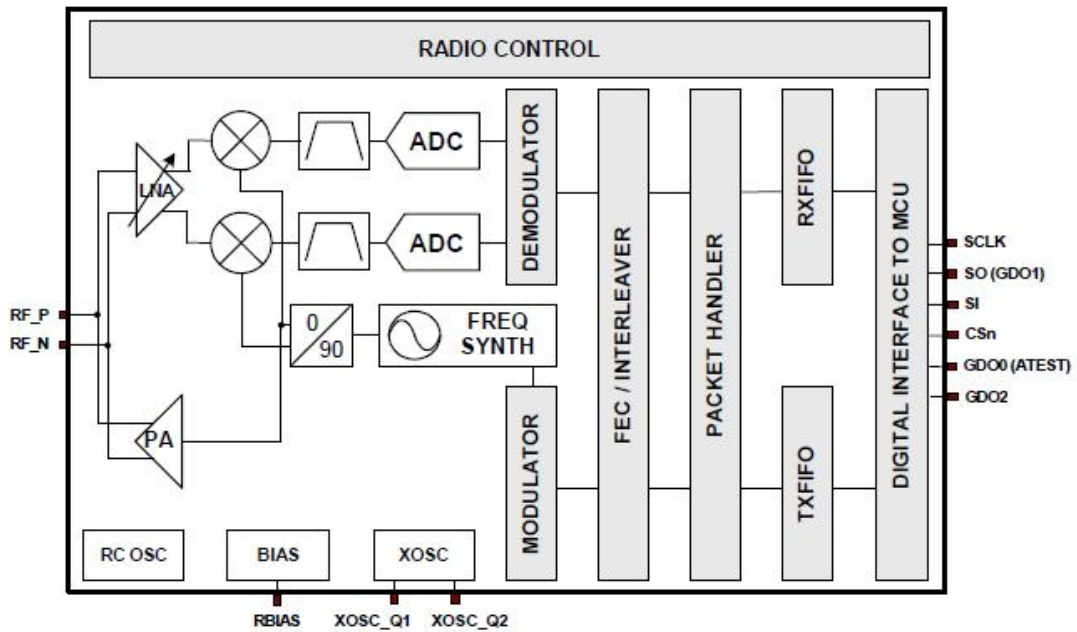 RADIO CONTROL
LNA
ADC
ADC
DEMODULATOR
FEC / INTERLEAVER
PACKET HANDLER
RXFIFO
DIGITAL INTERFACE TO MCU
SCLK
SO (GDO1)
SI
CSn
GDO0 (ATEST)
GDO2
RF_P
RF_N
0
90
FREQ
SYNTH
PA
MODULATOR
TXFIFO
RC OSC
BIAS
XOSC
RBIAS
XOSC_Q1
XOSC_Q2